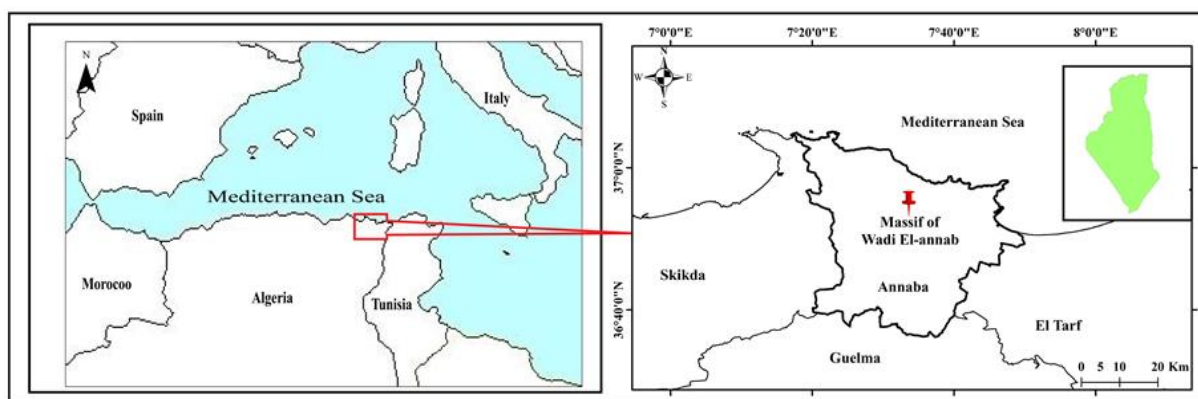 N
Spain
Italy
Mediterranean Sea
Morocoo
Algeria
Tunisia
7°0'0"E
7°20'0"E
7°40'0"E
8°0'0"E
37°0'0"N
36°40'0"N
N
W
E
S
Mediterranean Sea
Massif of
Wadi El-annab
Skikda
Annaba
El Tarf
Guelma
0 5 10 20 Km